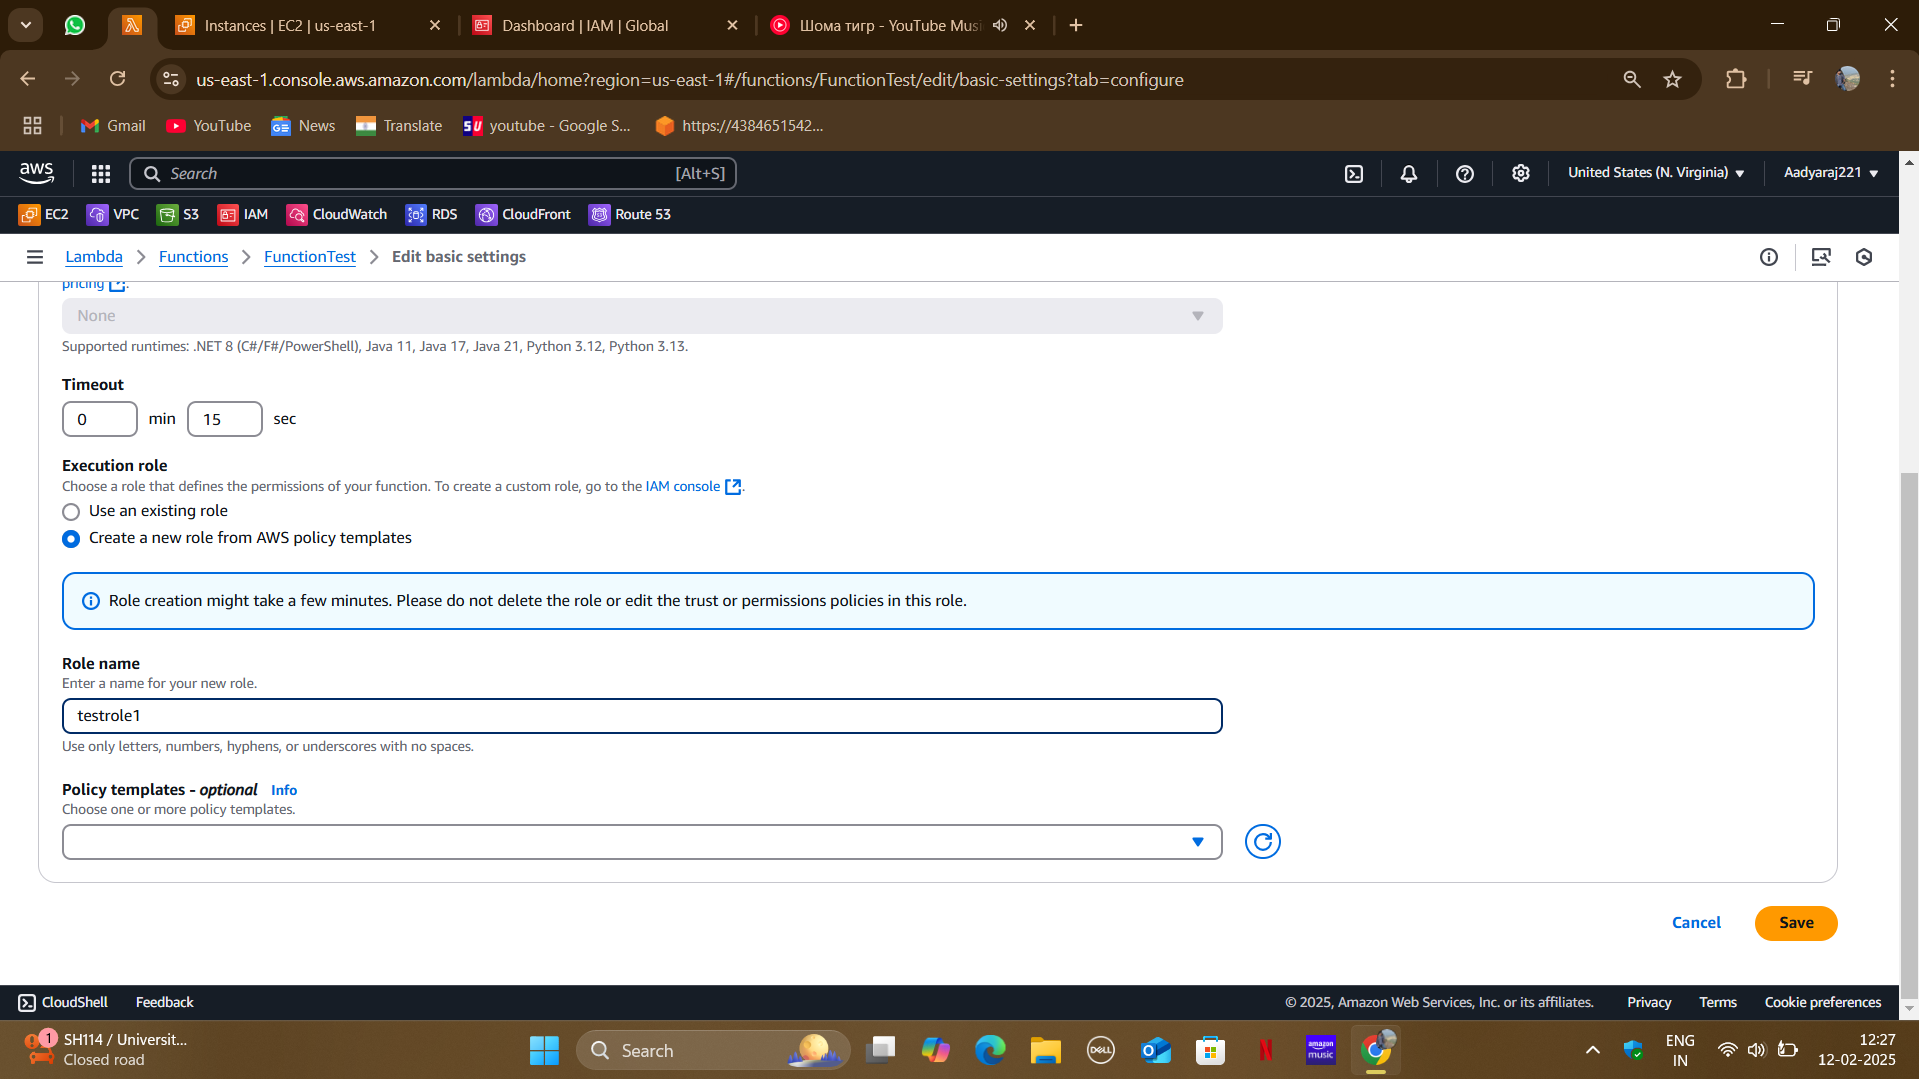 Instances | EC2 | us-east-1
Dashboard | IAM | Global
Шома тигр - YouTube Mus
us-east-1.console.aws.amazon.com/lambda/home?region=us-east-1#/functions/FunctionTest/edit/basic-settings?tab=configure
Gmail
YouTube
News
Translate
youtube - Google S...
https://4384651542...
aws
Search
[Alt+S]
United States (N. Virginia)
Aadyaraj221
EC2
VPC
S3
IAM
CloudWatch
RDS
CloudFront
Route 53
Lambda
Functions
FunctionTest
Edit basic settings
pricing .
None
Supported runtimes: .NET 8 (C#/F#/PowerShell), Java 11, Java 17, Java 21, Python 3.12, Python 3.13.
Timeout
0 min 15 sec
Execution role
Choose a role that defines the permissions of your function. To create a custom role, go to the IAM console .
Use an existing role
Create a new role from AWS policy templates
Role creation might take a few minutes. Please do not delete the role or edit the trust or permissions policies in this role.
Role name
Enter a name for your new role.
testrole1
Use only letters, numbers, hyphens, or underscores with no spaces.
Policy templates - optional Info
Choose one or more policy templates.
Cancel
Save
CloudShell
Feedback
© 2025, Amazon Web Services, Inc. or its affiliates.
Privacy
Terms
Cookie preferences
1
SH114 / Universit...
Closed road
Search
DELL
amazon
music
ENG
IN
12:27
12-02-2025